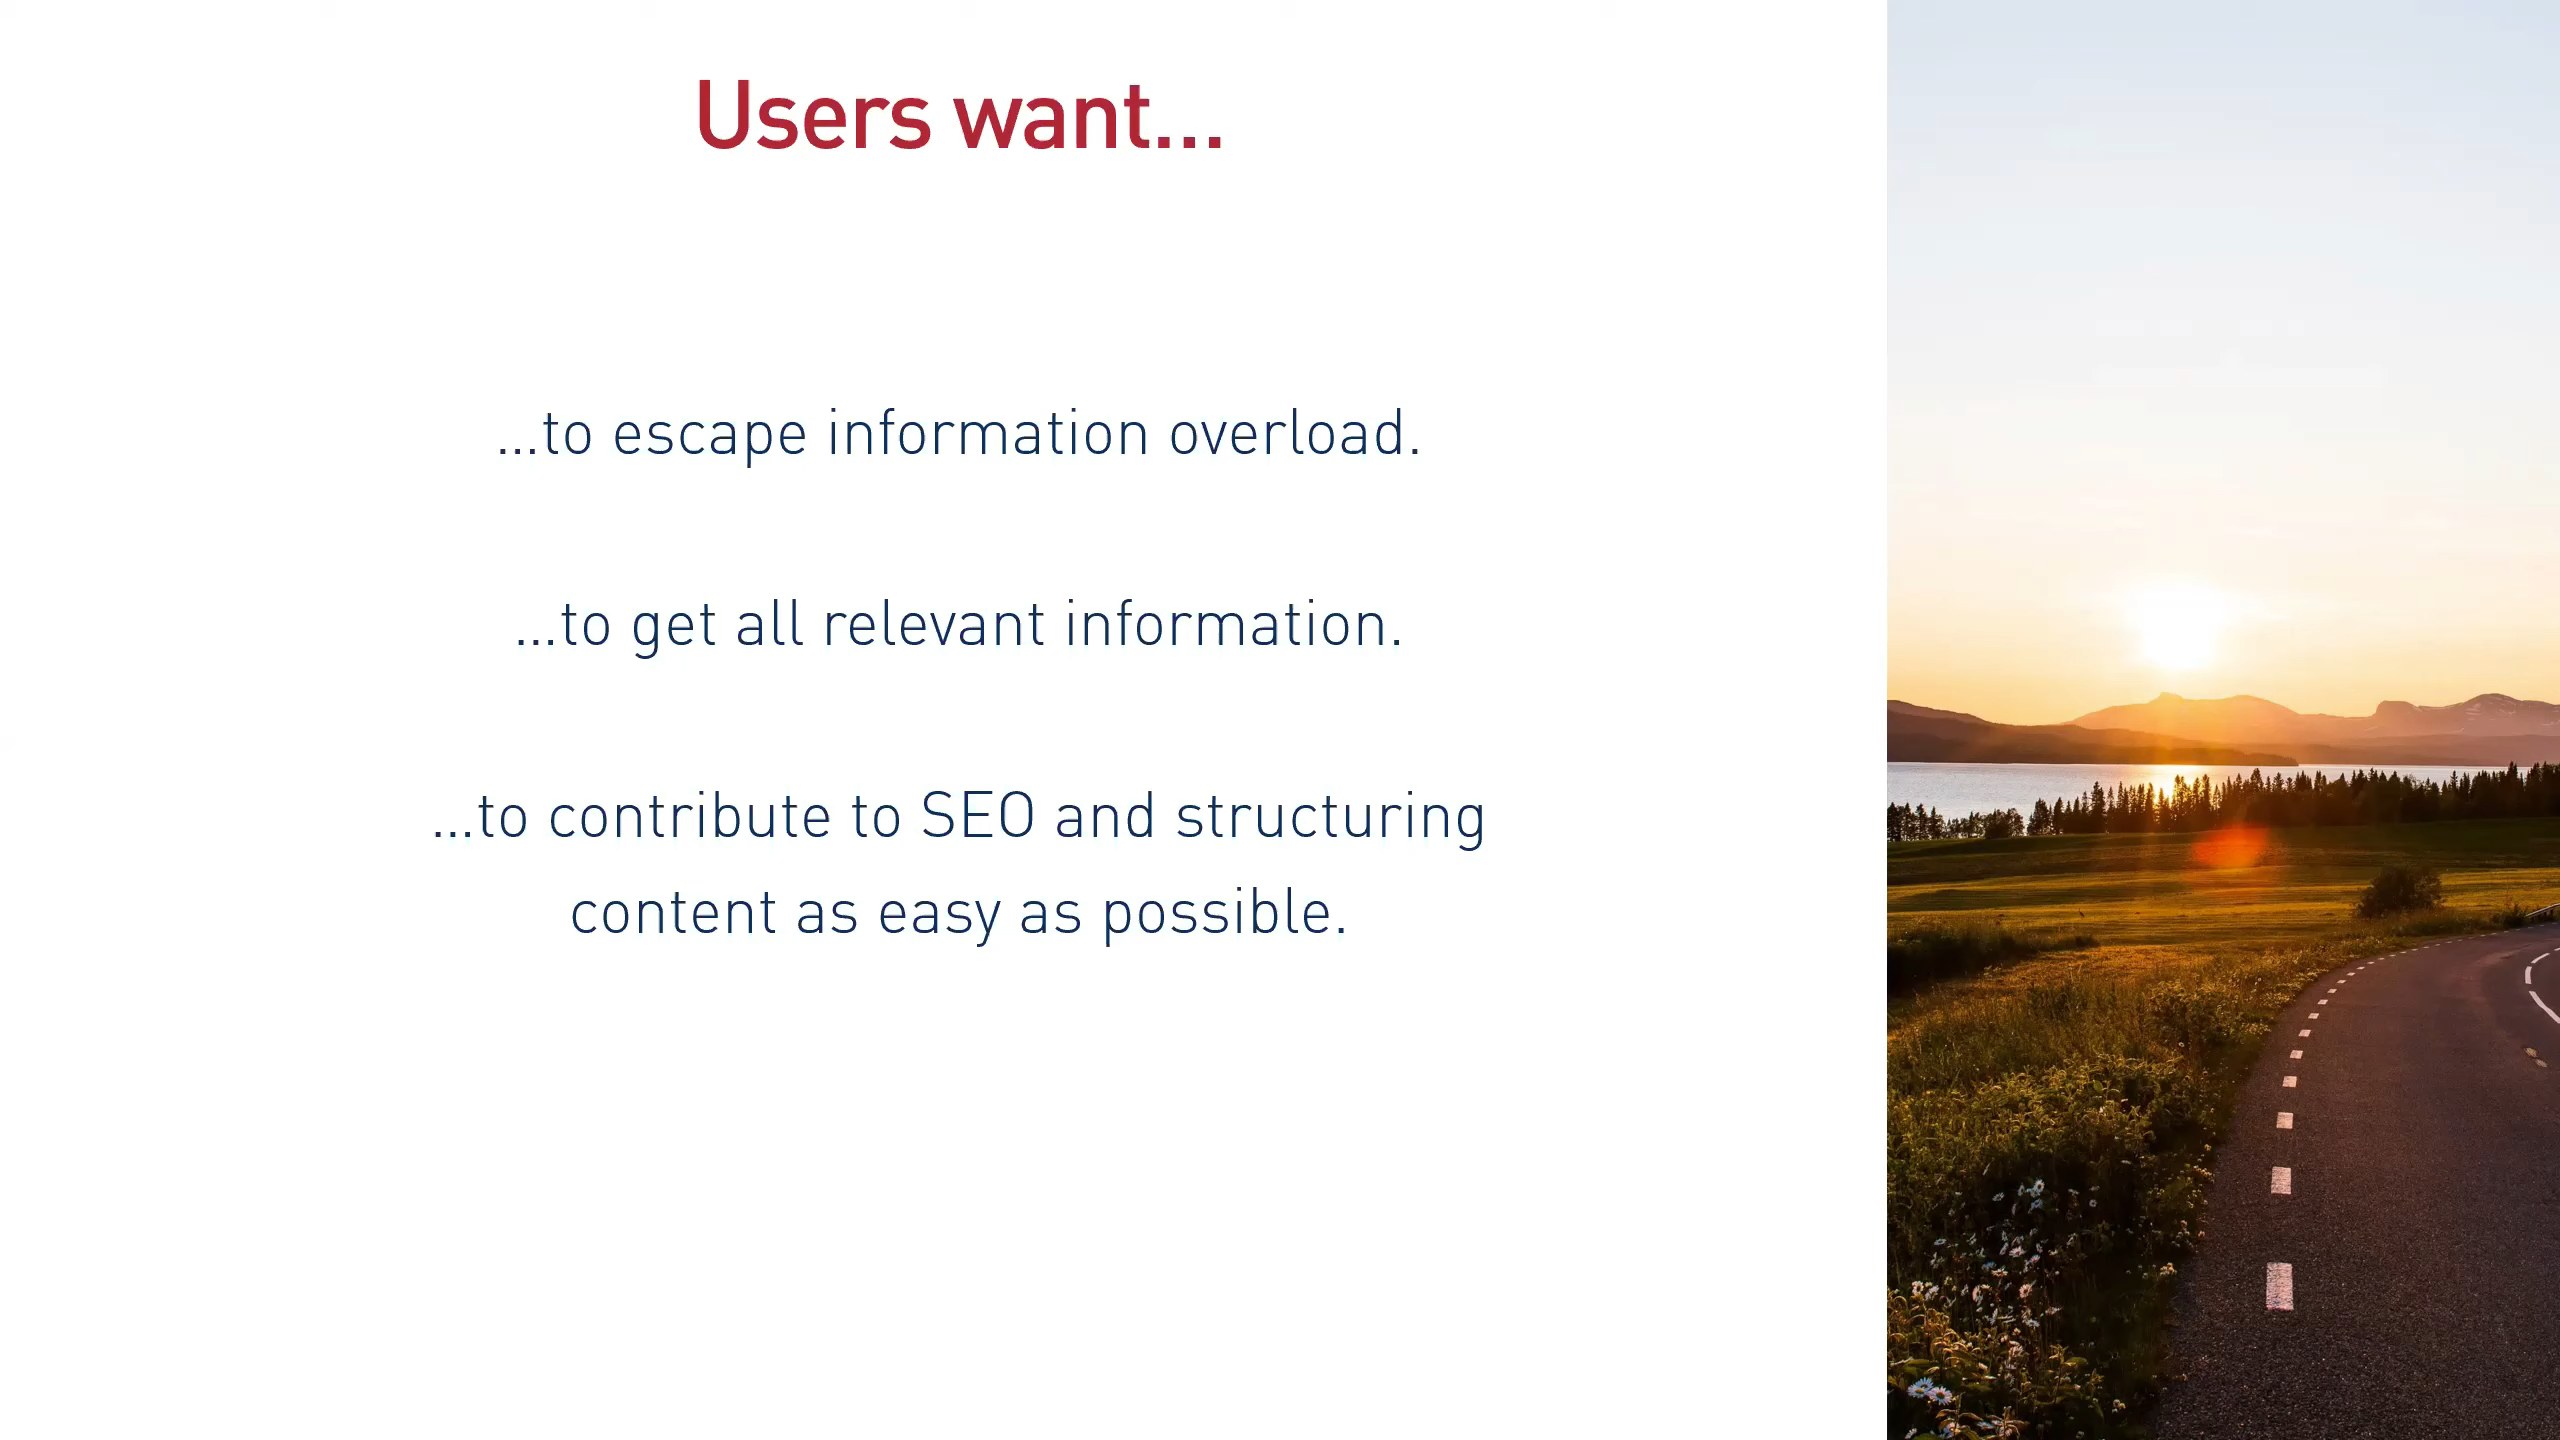 Users want...
...to escape information overload.
...to get all relevant information.
...to contribute to SEO and structuring
content as easy as possible.